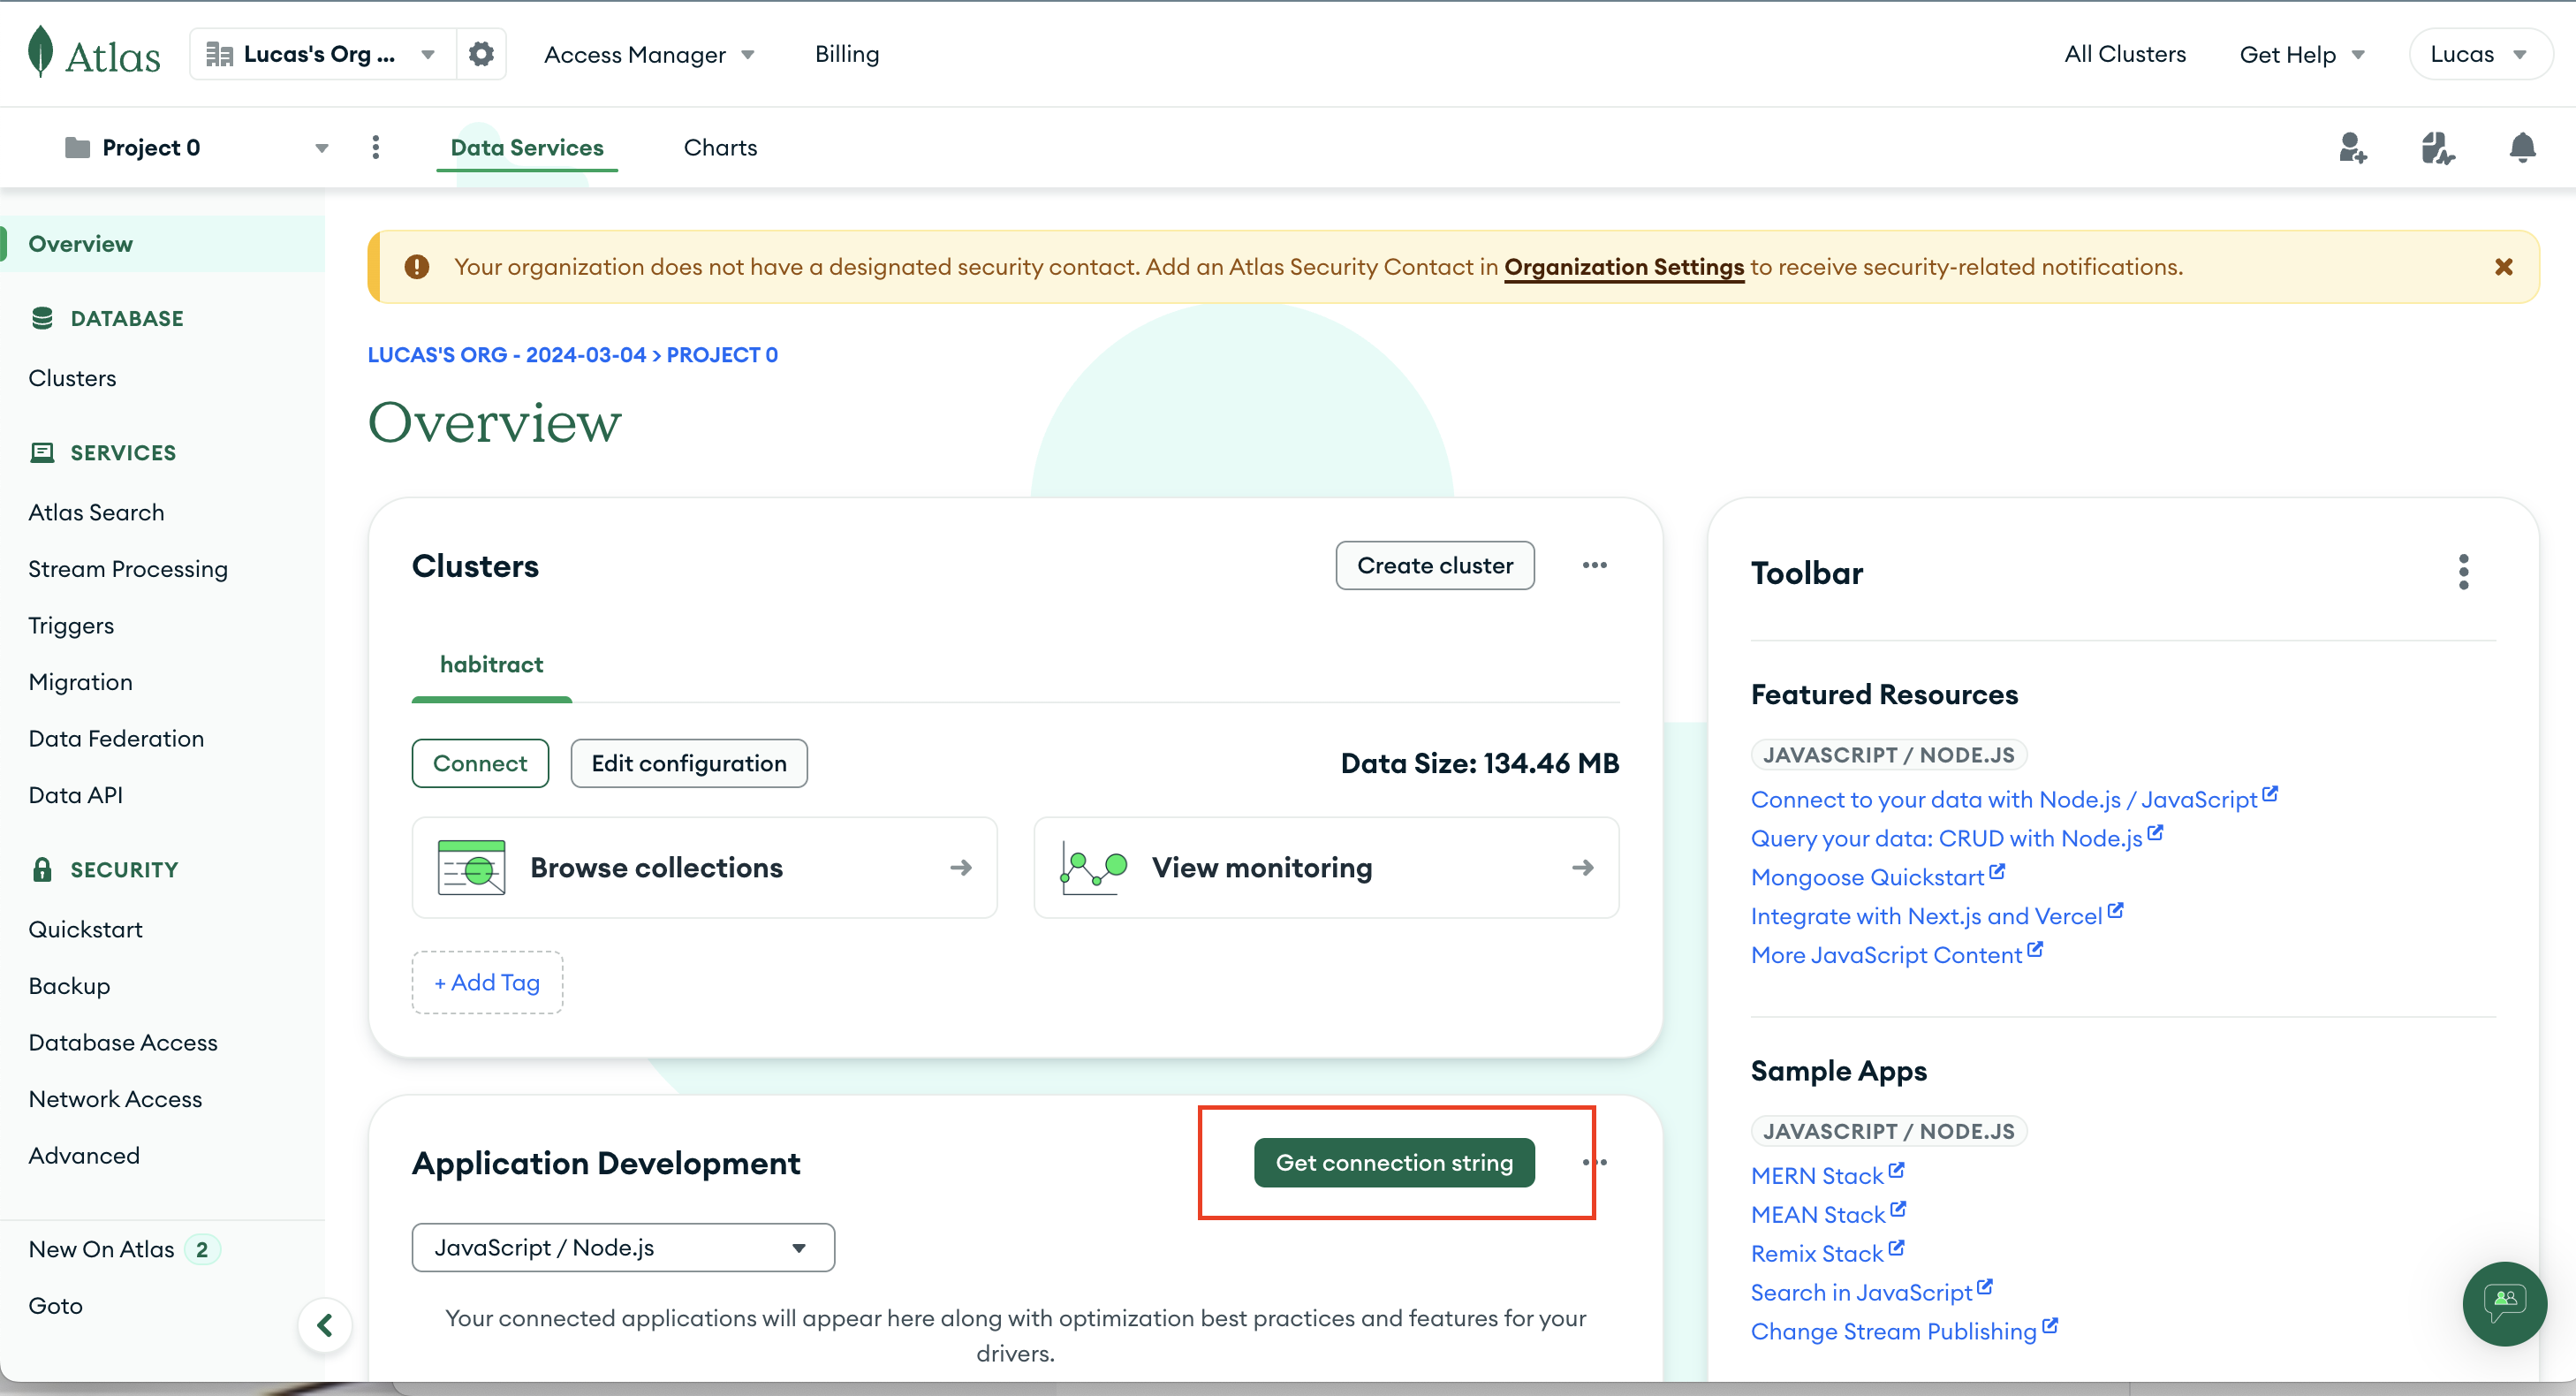 Atlas
Lucas's Org ...
Access Manager
Billing
All Clusters
Get Help
Lucas
Project 0
Data Services
Charts
Overview
DATABASE
Clusters
SERVICES
Atlas Search
Stream Processing
Triggers
Migration
Data Federation
Data API
SECURITY
Quickstart
Backup
Database Access
Network Access
Advanced
New On Atlas 2
Goto
Your organization does not have a designated security contact. Add an Atlas Security Contact in Organization Settings to receive security-related notifications.
LUCAS'S ORG - 2024-03-04 > PROJECT 0
Overview
Clusters
Create cluster
habitract
Connect
Edit configuration
Data Size: 134.46 MB
Browse collections
View monitoring
+ Add Tag
Application Development
Get connection string
JavaScript / Node.js
Your connected applications will appear here along with optimization best practices and features for your
drivers.
Toolbar
Featured Resources
JAVASCRIPT / NODE.JS
Connect to your data with Node.js / JavaScript
Query your data: CRUD with Node.js
Mongoose Quickstart
Integrate with Next.js and Vercel
More JavaScript Content
Sample Apps
JAVASCRIPT / NODE.JS
MERN Stack
MEAN Stack
Remix Stack
Search in JavaScript
Change Stream Publishing